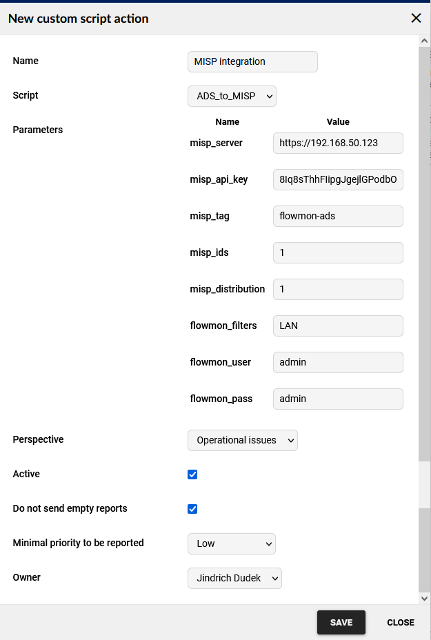 New custom script action
Name MISP integration
Script ADS_to_MISP
Parameters Name Value
misp_server https://192.168.50.123
misp_api_key
misp_tag flowmon-ads
misp_ids 1
misp_distribution 1
flowmon_filters LAN
flowmon_user admin
flowmon_pass admin
Perspective Operational issues
Active
Do not send empty reports
Minimal priority to be reported Low
Owner Jindrich Dudek
SAVE CLOSE